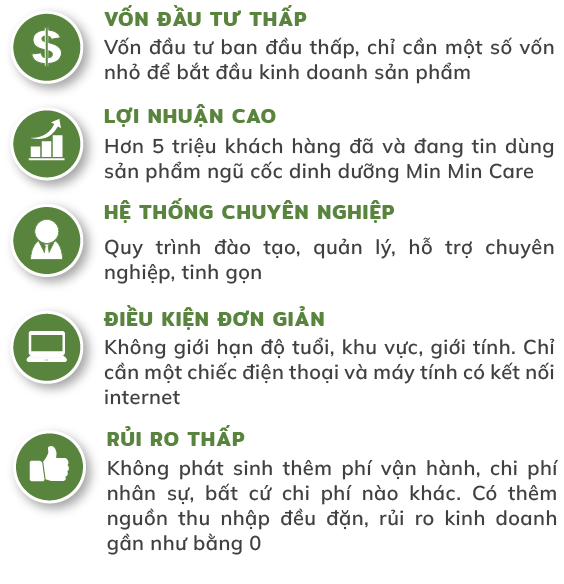 VỐN ĐẦU TƯ THẤP
Vốn đầu tư ban đầu thấp, chỉ cần một số vốn
nhỏ để bắt đầu kinh doanh sản phẩm
LỢI NHUẬN CAO
Hơn 5 triệu khách hàng đã và đang tin dùng
sản phẩm ngũ cốc dinh dưỡng Min Min Care
HỆ THỐNG CHUYÊN NGHIỆP
Quy trình đào tạo, quản lý, hỗ trợ chuyên
nghiệp, tinh gọn
ĐIỀU KIỆN ĐƠN GIẢN
Không giới hạn độ tuổi, khu vực, giới tính. Chỉ
cần một chiếc điện thoại và máy tính có kết nối
internet
RỦI RO THẤP
Không phát sinh thêm phí vận hành, chi phí
nhân sự, bất cứ chi phí nào khác. Có thêm
nguồn thu nhập đều đặn, rủi ro kinh doanh
gần như bằng 0